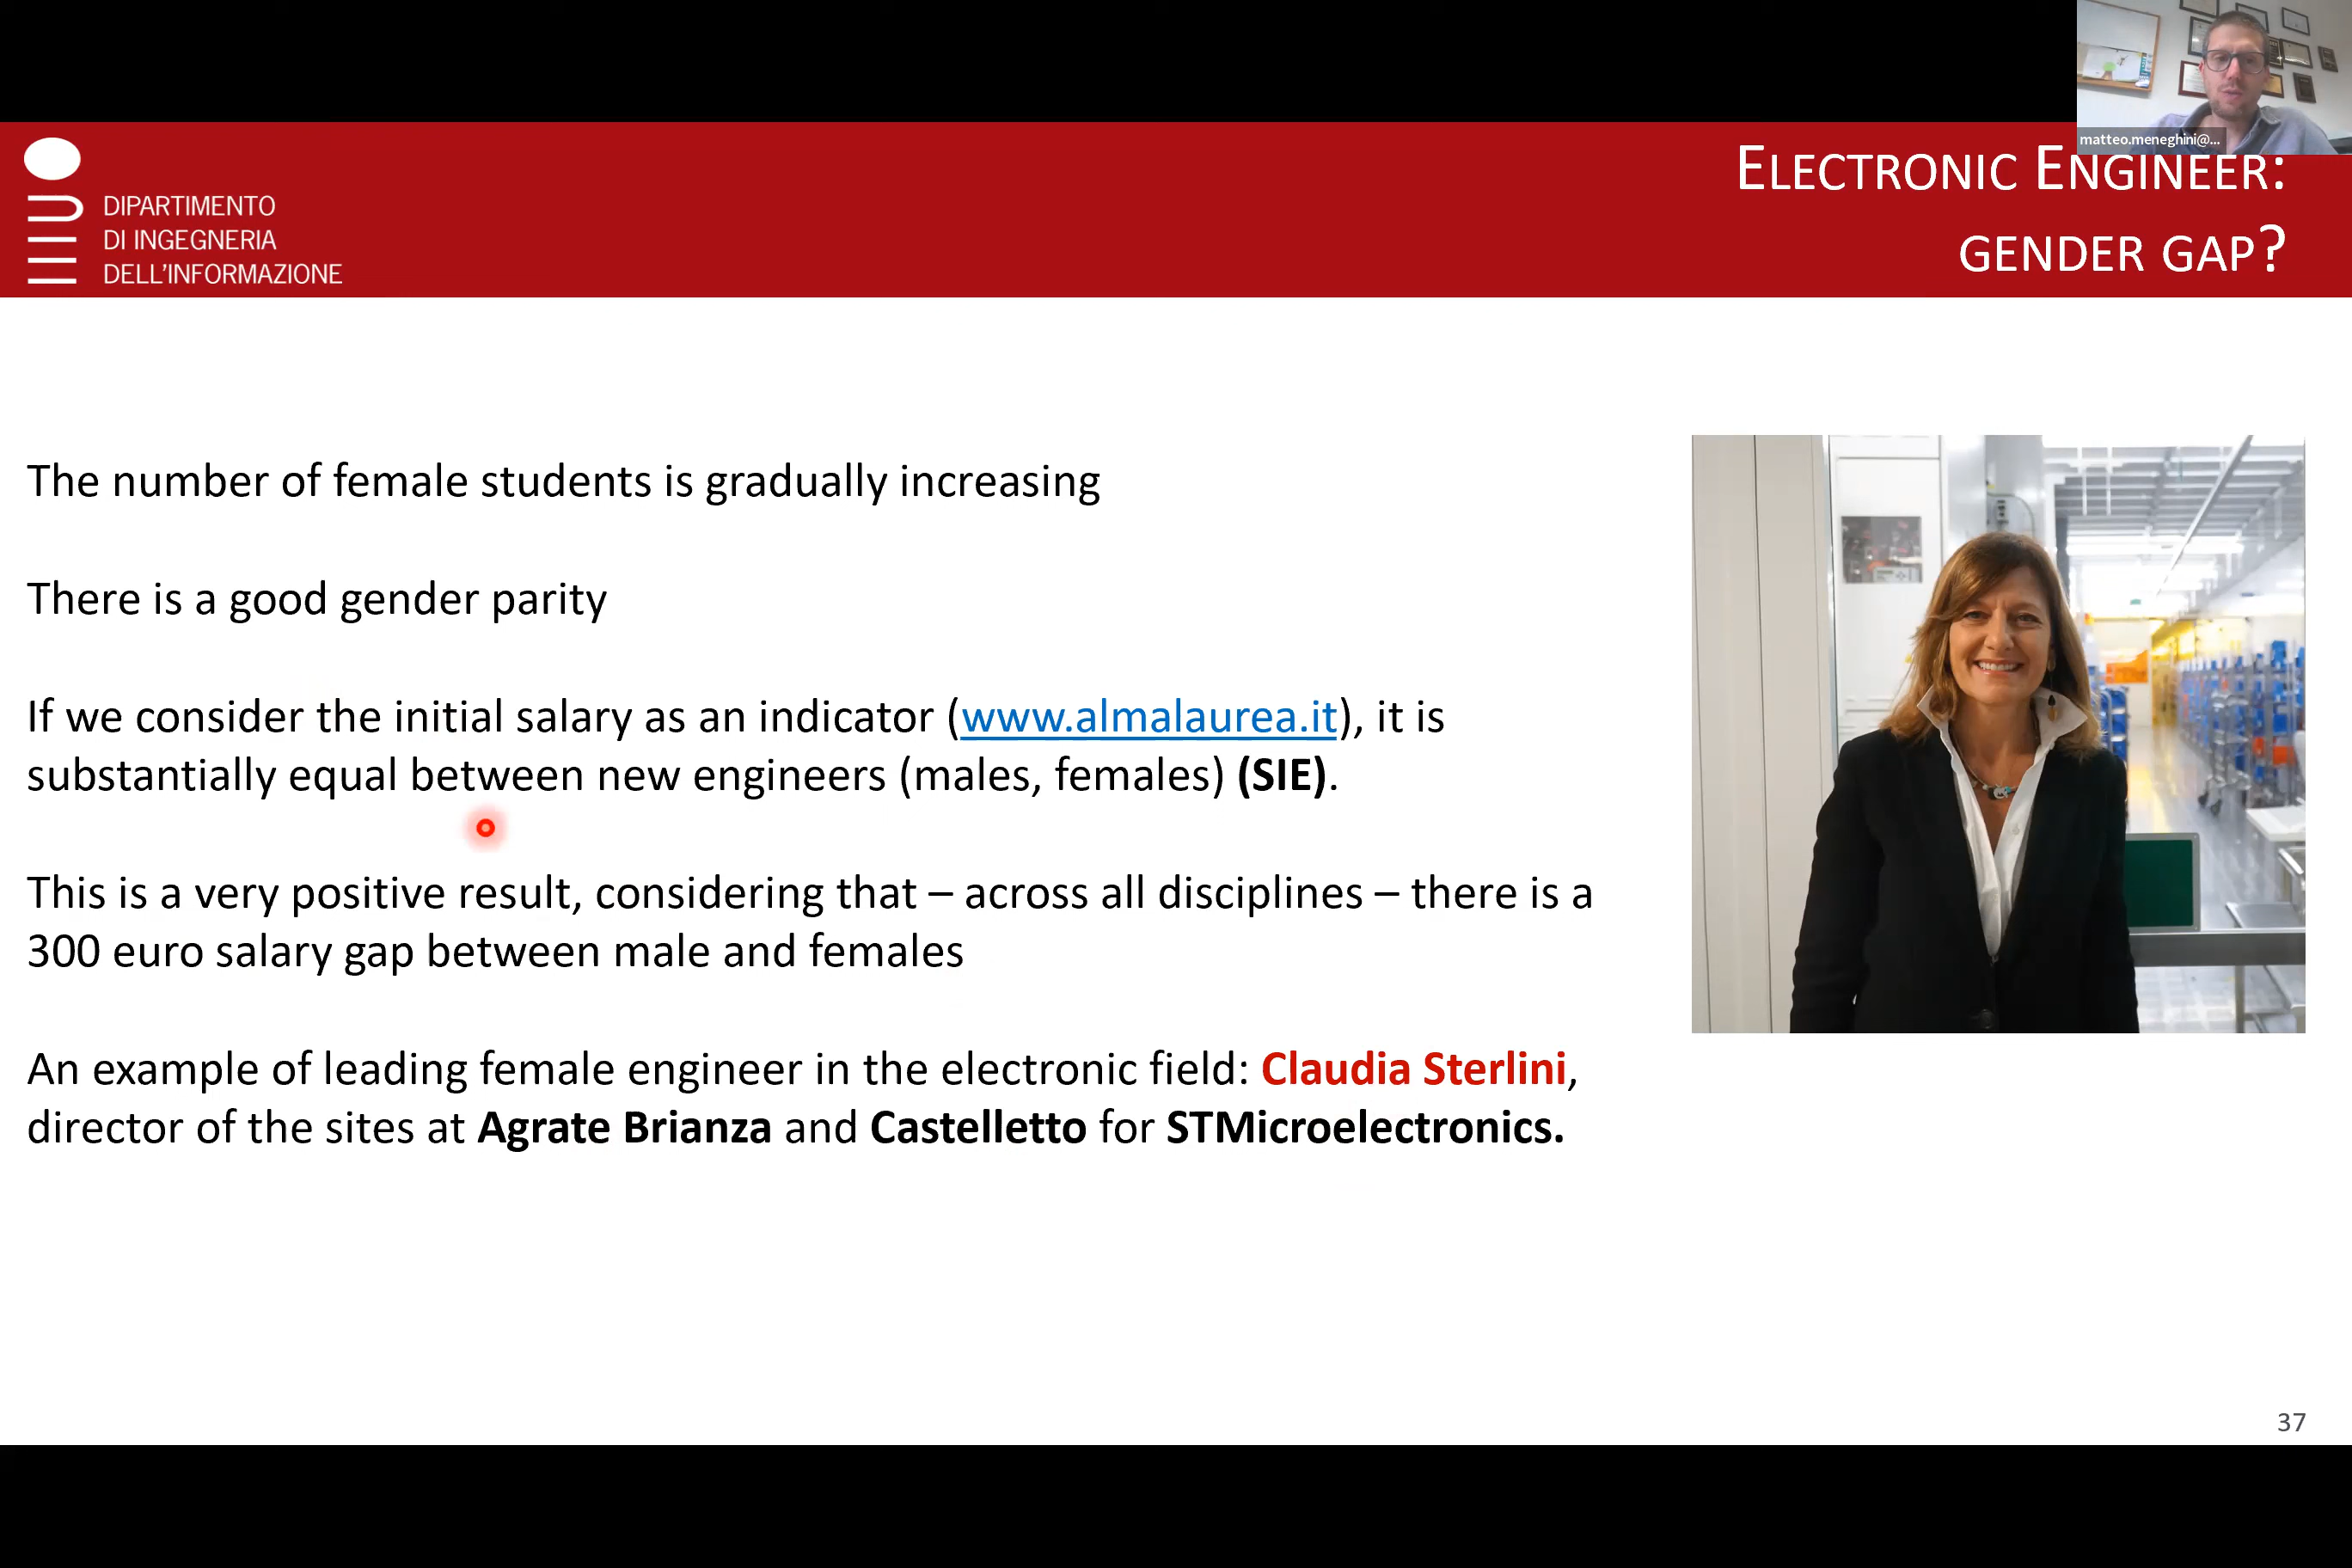 matteo.meneghini@...
DIPARTIMENTO
DI INGEGNERIA
DELL'INFORMAZIONE
ELECTRONIC ENGINEER:
GENDER GAP?
The number of female students is gradually increasing
There is a good gender parity
If we consider the initial salary as an indicator (www.almalaurea.it), it is
substantially equal between new engineers (males, females) (SIE).
This is a very positive result, considering that – across all disciplines – there is a
300 euro salary gap between male and females
An example of leading female engineer in the electronic field: Claudia Sterlini,
director of the sites at Agrate Brianza and Castelletto for STMicroelectronics.
37